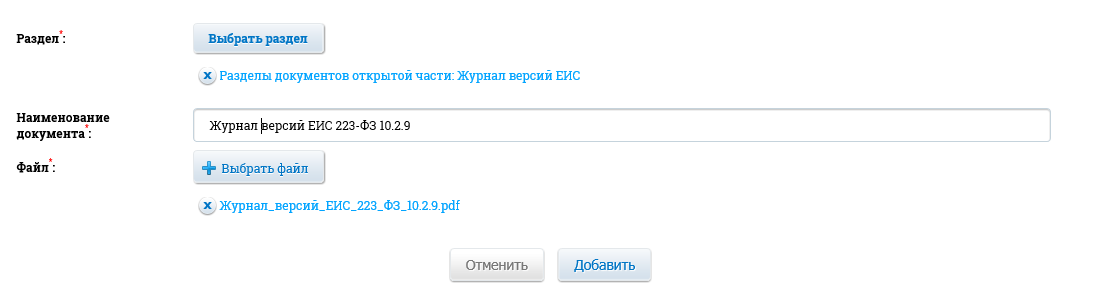 Раздел*:
Выбрать раздел
Разделы документов открытой части: Журнал версий ЕИС
Наименование
документа*:
Журнал версий ЕИС 223-ФЗ 10.2.9
Файл*:
Выбрать файл
Журнал_версий_ЕИС_223_ФЗ_10.2.9.pdf
Отменить
Добавить